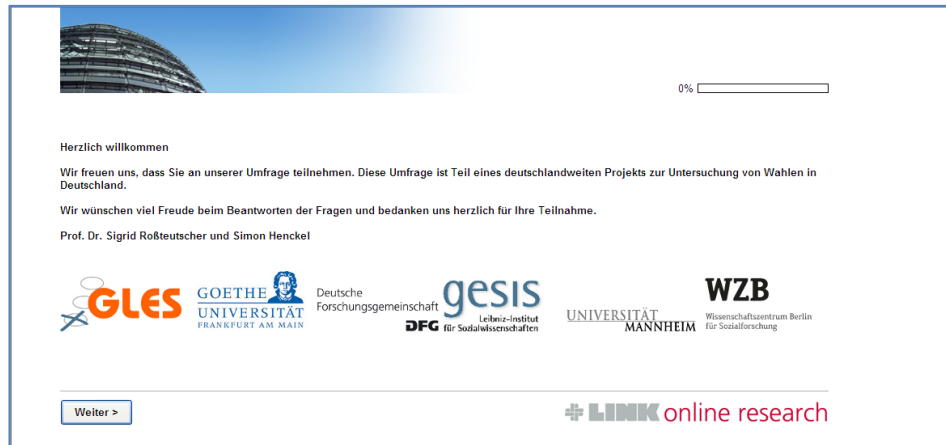 0%
Herzlich willkommen
Wir freuen uns, dass Sie an unserer Umfrage teilnehmen. Diese Umfrage ist Teil eines deutschlandweiten Projekts zur Untersuchung von Wahlen in
Deutschland.
Wir wünschen viel Freude beim Beantworten der Fragen und bedanken uns herzlich für Ihre Teilnahme.
Prof. Dr. Sigrid Roßteutscher und Simon Henckel
GLES
GOETHE
UNIVERSITÄT
FRANKFURT AM MAIN
Deutsche
Forschungsgemeinschaft
DFG
gesis
Leibniz-Institut
für Sozialwissenschaften
UNIVERSITÄT
MANNHEIM
WZB
Wissenschaftszentrum Berlin
für Sozialforschung
Weiter >
LINK online research